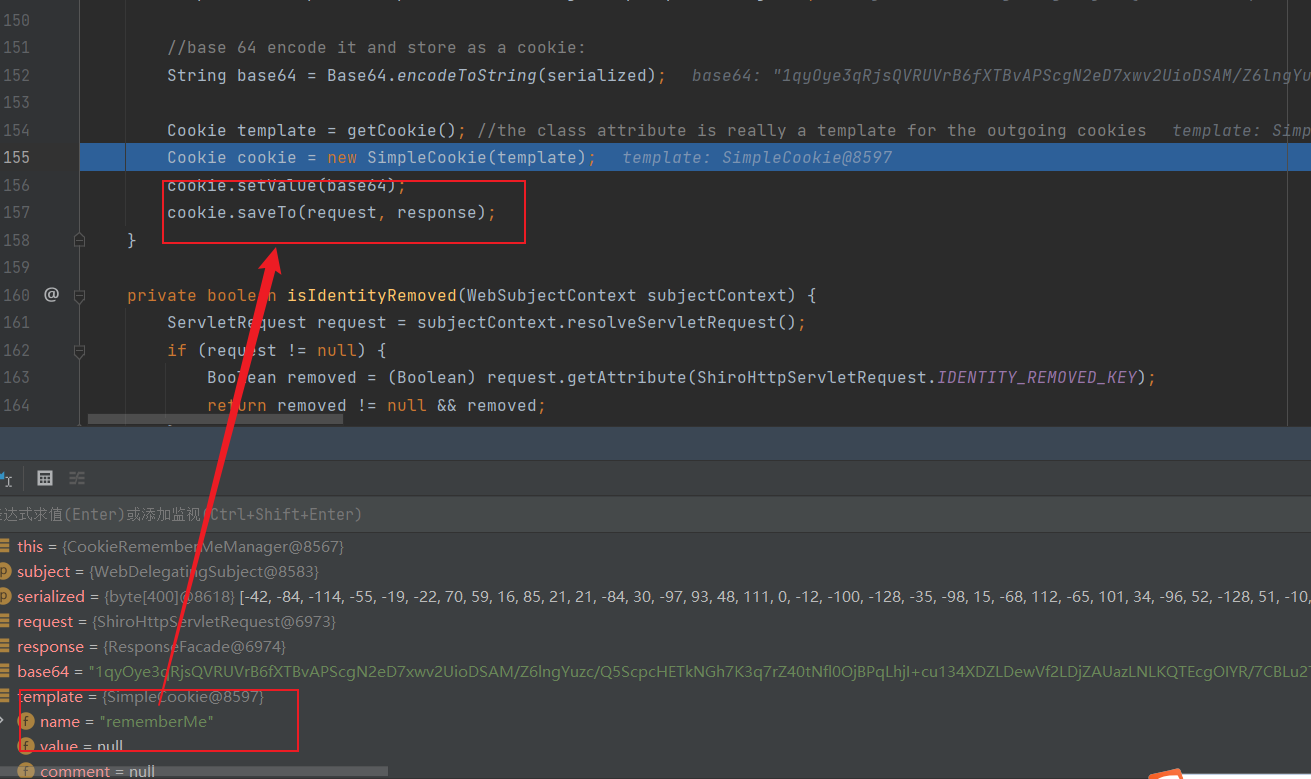 150
151 //base 64 encode it and store as a cookie:
152 String base64 = Base64.encodeToString(serialized); base64: "1qyOye3qRjsQVRUVrB6fXTBvAPScgN2eD7xwv2UioDSAM/Z6lngYu
153
154 Cookie template = getCookie(); //the class attribute is really a template for the outgoing cookies template: Simp
155 Cookie cookie = new SimpleCookie(template); template: SimpleCookie@8597
156 cookie.setValue(base64);
157 cookie.saveTo(request, response);
158 }
159
160 @ private boolean isIdentityRemoved(WebSubjectContext subjectContext) {
161 ServletRequest request = subjectContext.resolveServletRequest();
162 if (request != null) {
163 Boolean removed = (Boolean) request.getAttribute(ShiroHttpServletRequest.IDENTITY_REMOVED_KEY);
164 return removed != null && removed;
达式求值(Enter)或添加监视(Ctrl+Shift+Enter)
this = {CookieRememberMeManager@8567}
subject = {WebDelegatingSubject@8583}
serialized = {byte[400]@8618} [-42, -84, -114, -55, -19, -22, 70, 59, 16, 85, 21, 21, -84, 30, -97, 93, 48, 111, 0, -12, -100, -128, -35, -98, 15, -68, 112, -65, 101, 34, -96, 52, -128, 51, -10,
request = {ShiroHttpServletRequest@6973}
response = {ResponseFacade@6974}
base64 = "1qyOye3qRjsQVRUVrB6fXTBvAPScgN2eD7xwv2UioDSAM/Z6lngYuzc/Q5ScpcHETkNGh7K3q7rZ40tNfl0OjBPqLhjI+cu134XDZLDewVf2LDjZAUazLNLKQTEcgOIYR/7CBLu2
template = {SimpleCookie@8597}
name = "rememberMe"
value = null
comment = null